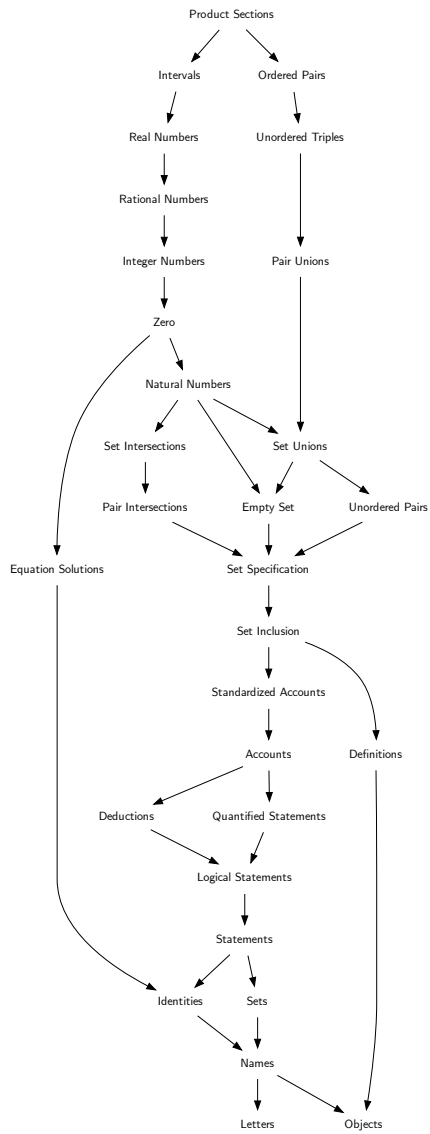 Product Sections
Intervals
Ordered Pairs
Real Numbers
Unordered Triples
Rational Numbers
Integer Numbers
Pair Unions
Zero
Natural Numbers
Set Intersections
Set Unions
Pair Intersections
Empty Set
Unordered Pairs
Equation Solutions
Set Specification
Set Inclusion
Standardized Accounts
Accounts
Definitions
Deductions
Quantified Statements
Logical Statements
Statements
Identities
Sets
Names
Letters
Objects